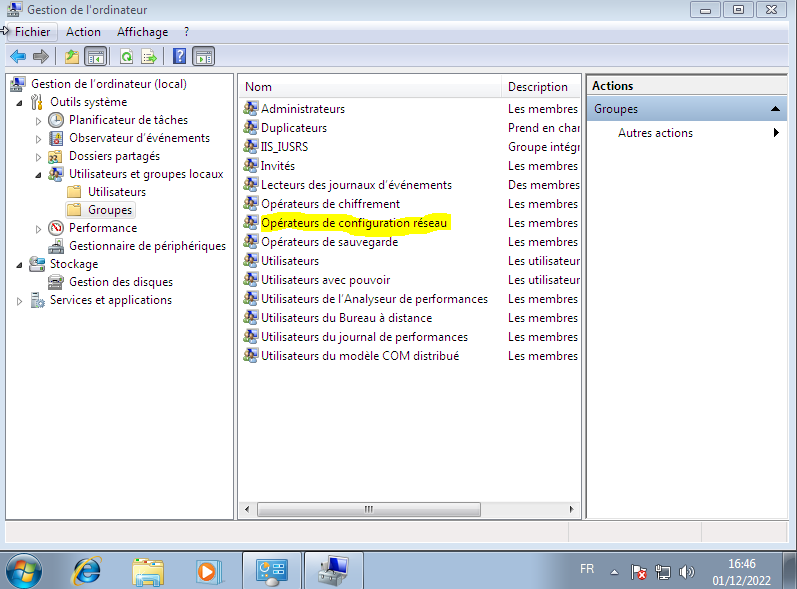 Gestion de l'ordinateur
Fichier Action Affichage ?
Gestion de l'ordinateur (local)
Outils système
Planificateur de tâches
Observateur d'événements
Dossiers partagés
Utilisateurs et groupes locaux
Utilisateurs
Groupes
Performance
Gestionnaire de périphériques
Stockage
Gestion des disques
Services et applications
Nom Description
Administrateurs Les membres
Duplicateurs Prend en char
IIS_IUSRS Groupe intégr
Invités Les membres
Lecteurs des journaux d'événements Des membres
Opérateurs de chiffrement Les membres
Opérateurs de configuration réseau Les membres
Opérateurs de sauvegarde Les membres
Utilisateurs Les utilisateur
Utilisateurs avec pouvoir Les utilisateur
Utilisateurs de l'Analyseur de performances Les membres
Utilisateurs du Bureau à distance Les membres
Utilisateurs du journal de performances Les membres
Utilisateurs du modèle COM distribué Les membres
Actions
Groupes
Autres actions
FR
16:46
01/12/2022